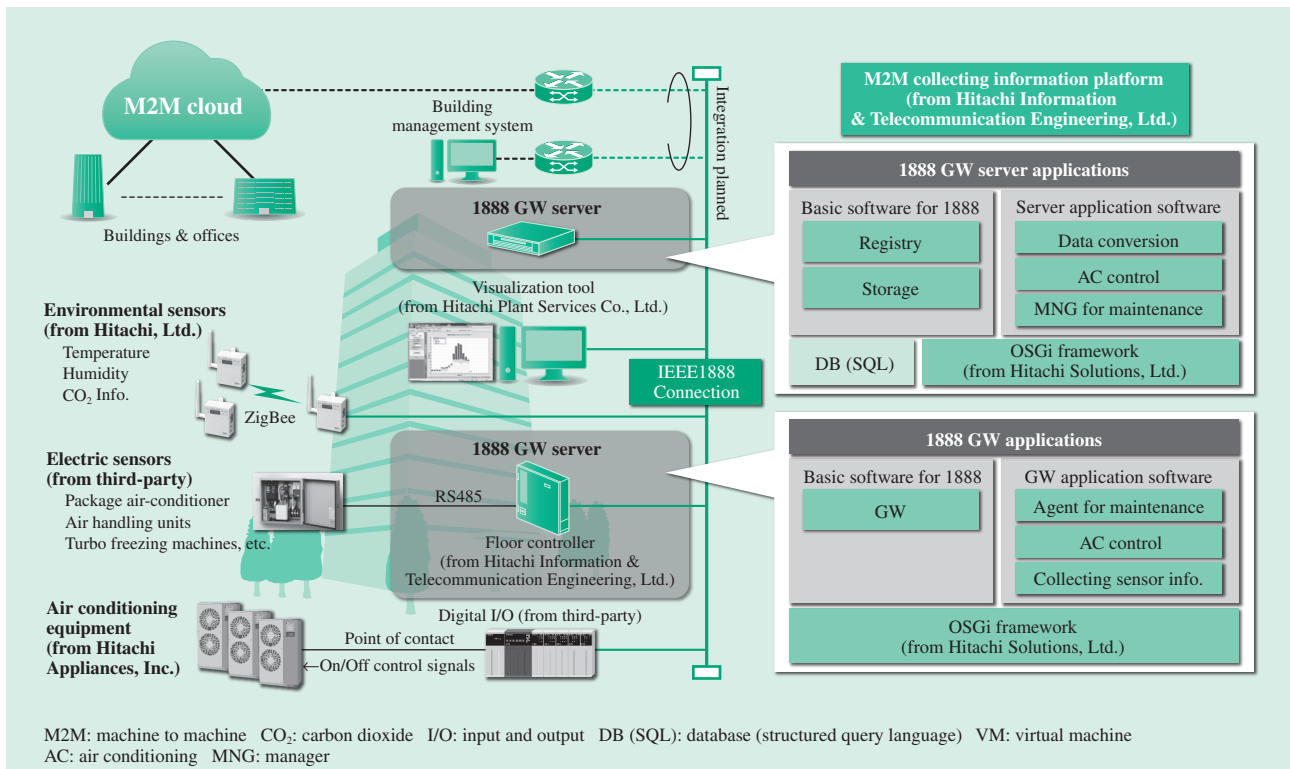 M2M cloud
Buildings & offices
Building
management system
Integration planned
1888 GW server
Visualization tool
(from Hitachi Plant Services Co., Ltd.)
Environmental sensors
(from Hitachi, Ltd.)
Temperature
Humidity
CO₂ Info.
ZigBee
IEEE1888
Connection
Electric sensors
(from third-party)
Package air-conditioner
Air handling units
Turbo freezing machines, etc.
1888 GW server
RS485
Floor controller
(from Hitachi Information &
Telecommunication Engineering, Ltd.)
Air conditioning
equipment
(from Hitachi
Appliances, Inc.)
Digital I/O (from third-party)
Point of contact
←On/Off control signals
M2M collecting information platform
(from Hitachi Information
& Telecommunication Engineering, Ltd.)
1888 GW server applications
Basic software for 1888
Registry
Storage
Server application software
Data conversion
AC control
MNG for maintenance
DB (SQL)
OSGi framework
(from Hitachi Solutions, Ltd.)
1888 GW applications
Basic software for 1888
GW
GW application software
Agent for maintenance
AC control
Collecting sensor info.
OSGi framework
(from Hitachi Solutions, Ltd.)
M2M: machine to machine CO₂: carbon dioxide I/O: input and output DB (SQL): database (structured query language) VM: virtual machine
AC: air conditioning MNG: manager